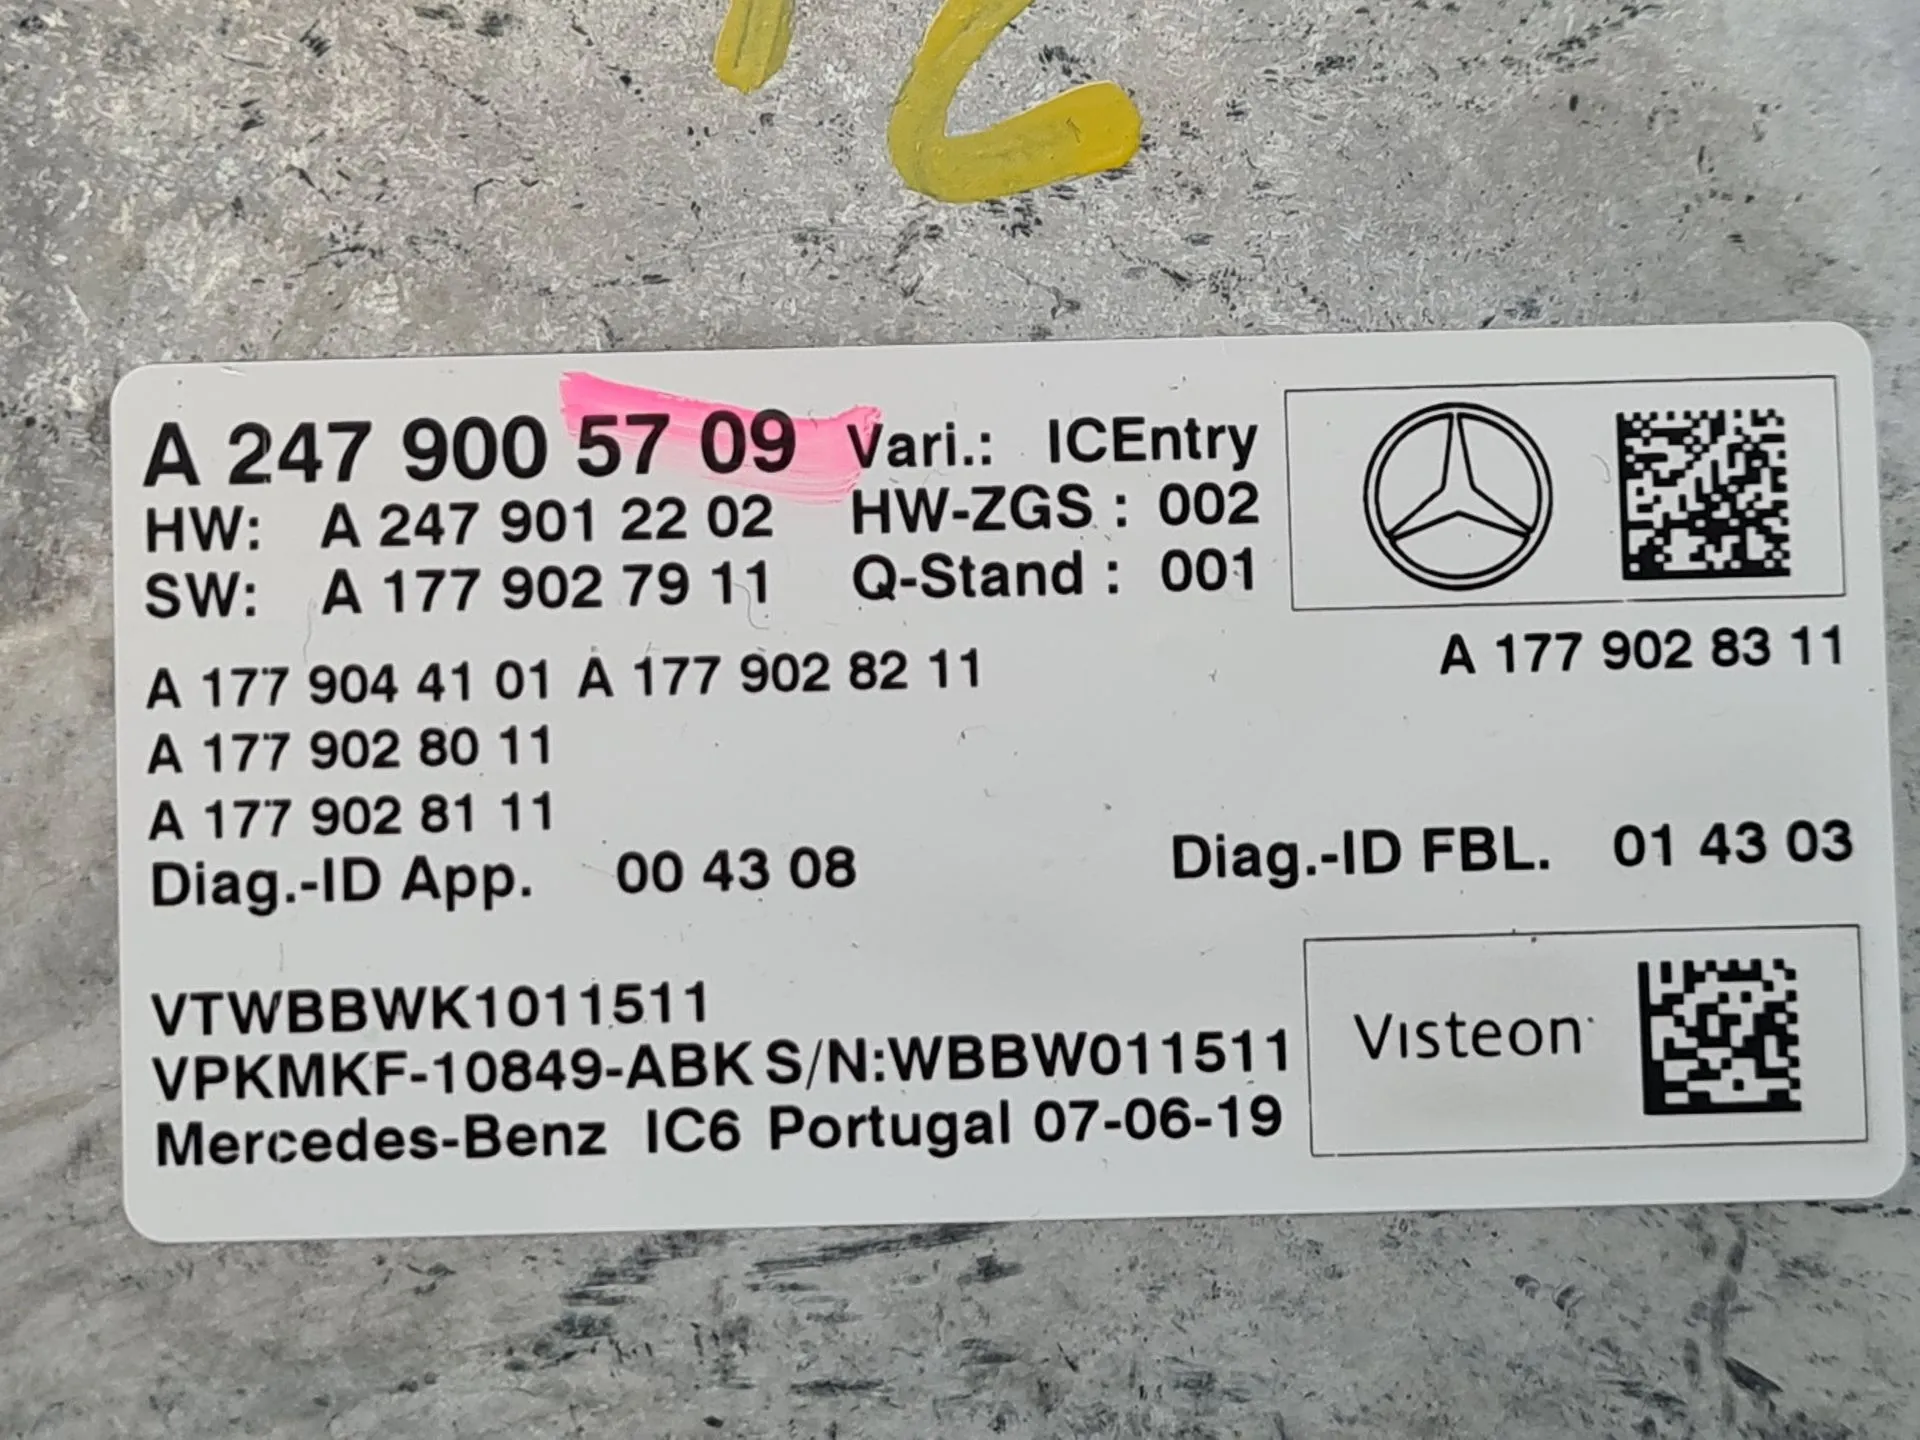 A 247 900 57 09 Vari.: ICEntry
HW: A 247 901 22 02 HW-ZGS : 002
SW: A 177 902 79 11 Q-Stand : 001
A 177 904 41 01 A 177 902 82 11 A 177 902 83 11
A 177 902 80 11
A 177 902 81 11
Diag.-ID App. 00 43 08 Diag.-ID FBL. 01 43 03
VTWBBWK1011511
VPKMKF-10849-ABK S/N:WBBW011511
Mercedes-Benz IC6 Portugal 07-06-19
Visteon